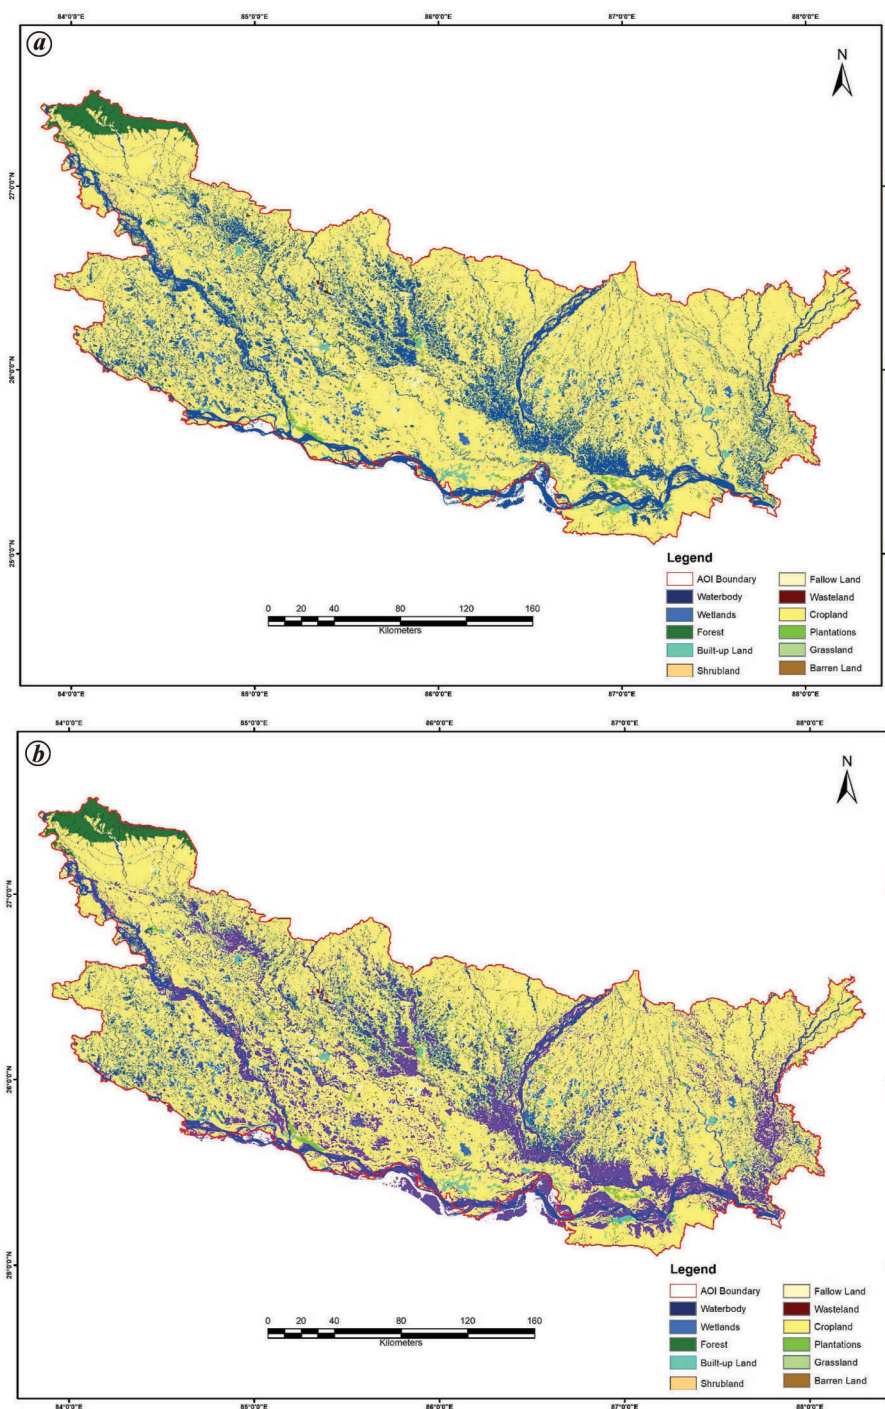 84°0'0"E 85°0'0"E 86°0'0"E 87°0'0"E 88°0'0"E
a
N
27°0'0"N
26°0'0"N
25°0'0"N
Legend
AOI Boundary Fallow Land
Waterbody Wasteland
Wetlands Cropland
Forest Plantations
Built-up Land Grassland
Shrubland Barren Land
0 20 40 80 120 160
Kilometers
84°0'0"E 85°0'0"E 86°0'0"E 87°0'0"E 88°0'0"E
84°0'0"E 85°0'0"E 86°0'0"E 87°0'0"E 88°0'0"E
b
N
27°0'0"N
26°0'0"N
25°0'0"N
Legend
AOI Boundary Fallow Land
Waterbody Wasteland
Wetlands Cropland
Forest Plantations
Built-up Land Grassland
Shrubland Barren Land
0 20 40 80 120 160
Kilometers
84°0'0"E 85°0'0"E 86°0'0"E 87°0'0"E 88°0'0"E